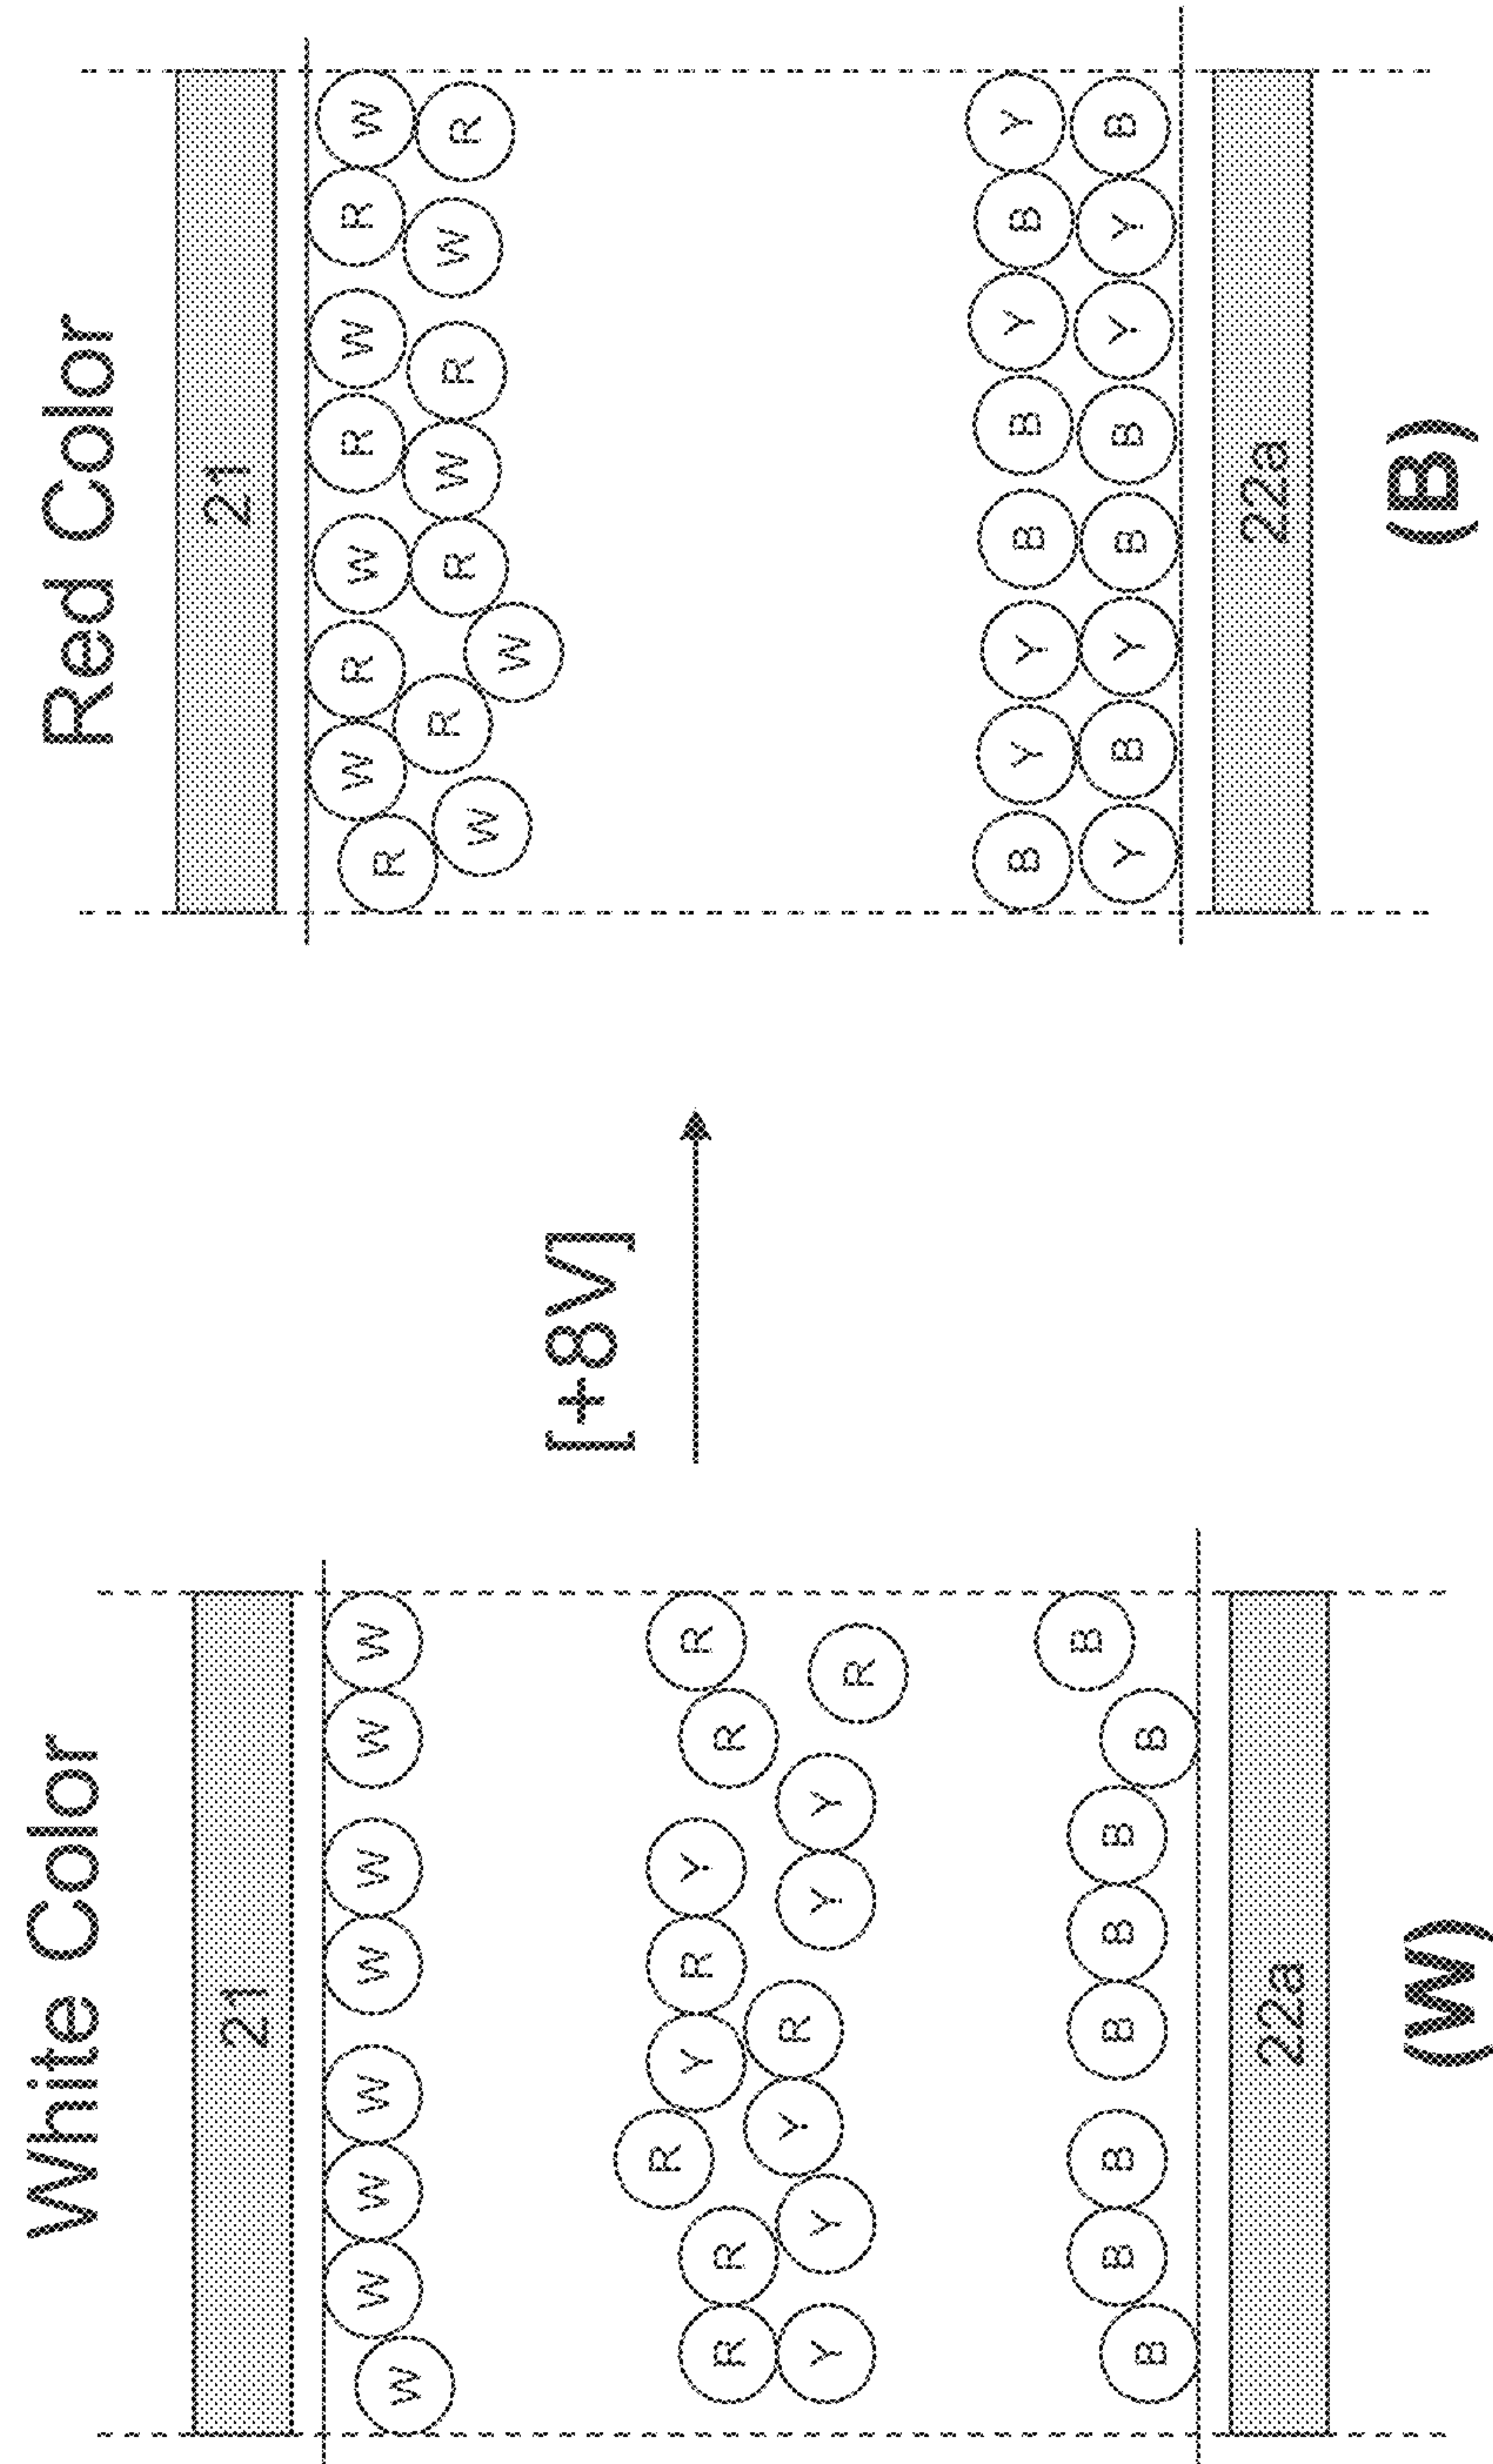 White Color
21
W W W W W W W W
R R R Y R Y R R
Y Y Y R Y Y R
B B B B B B B B
22a
(W)
[+8V]
Red Color
21
R W R W R W R W
W R W R W R W R
B Y Y B B Y B Y
Y B Y B B Y Y B
22a
(B)